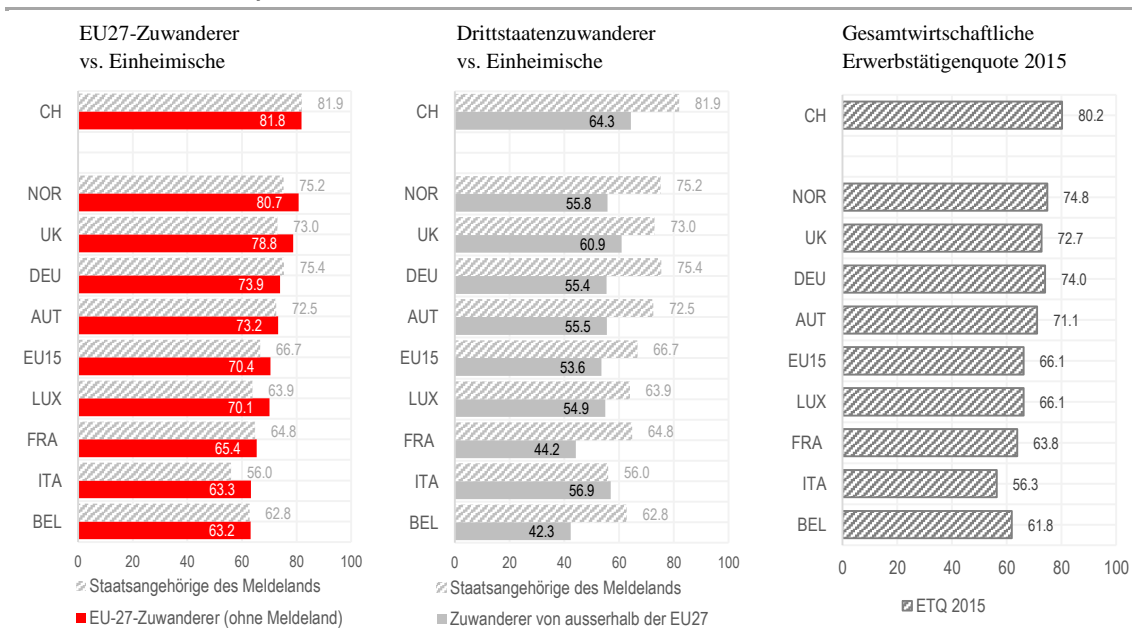 EU27-Zuwanderer
vs. Einheimische
CH
81.9
81.8
NOR
75.2
80.7
UK
73.0
78.8
DEU
75.4
73.9
AUT
72.5
73.2
EU15
66.7
70.4
LUX
63.9
70.1
FRA
64.8
65.4
ITA
56.0
63.3
BEL
62.8
63.2
0 20 40 60 80 100
Staatsangehörige des Meldelands
EU-27-Zuwanderer (ohne Meldeland)
Drittstaatenzuwanderer
vs. Einheimische
CH
81.9
64.3
NOR
75.2
55.8
UK
73.0
60.9
DEU
75.4
55.4
AUT
72.5
55.5
EU15
66.7
53.6
LUX
63.9
54.9
FRA
64.8
44.2
ITA
56.0
56.9
BEL
62.8
42.3
0 20 40 60 80 100
Staatsangehörige des Meldelands
Zuwanderer von ausserhalb der EU27
Gesamtwirtschaftliche
Erwerbstätigenquote 2015
CH 80.2
NOR 74.8
UK 72.7
DEU 74.0
AUT 71.1
EU15 66.1
LUX 66.1
FRA 63.8
ITA 56.3
BEL 61.8
0 20 40 60 80 100
ETQ 2015